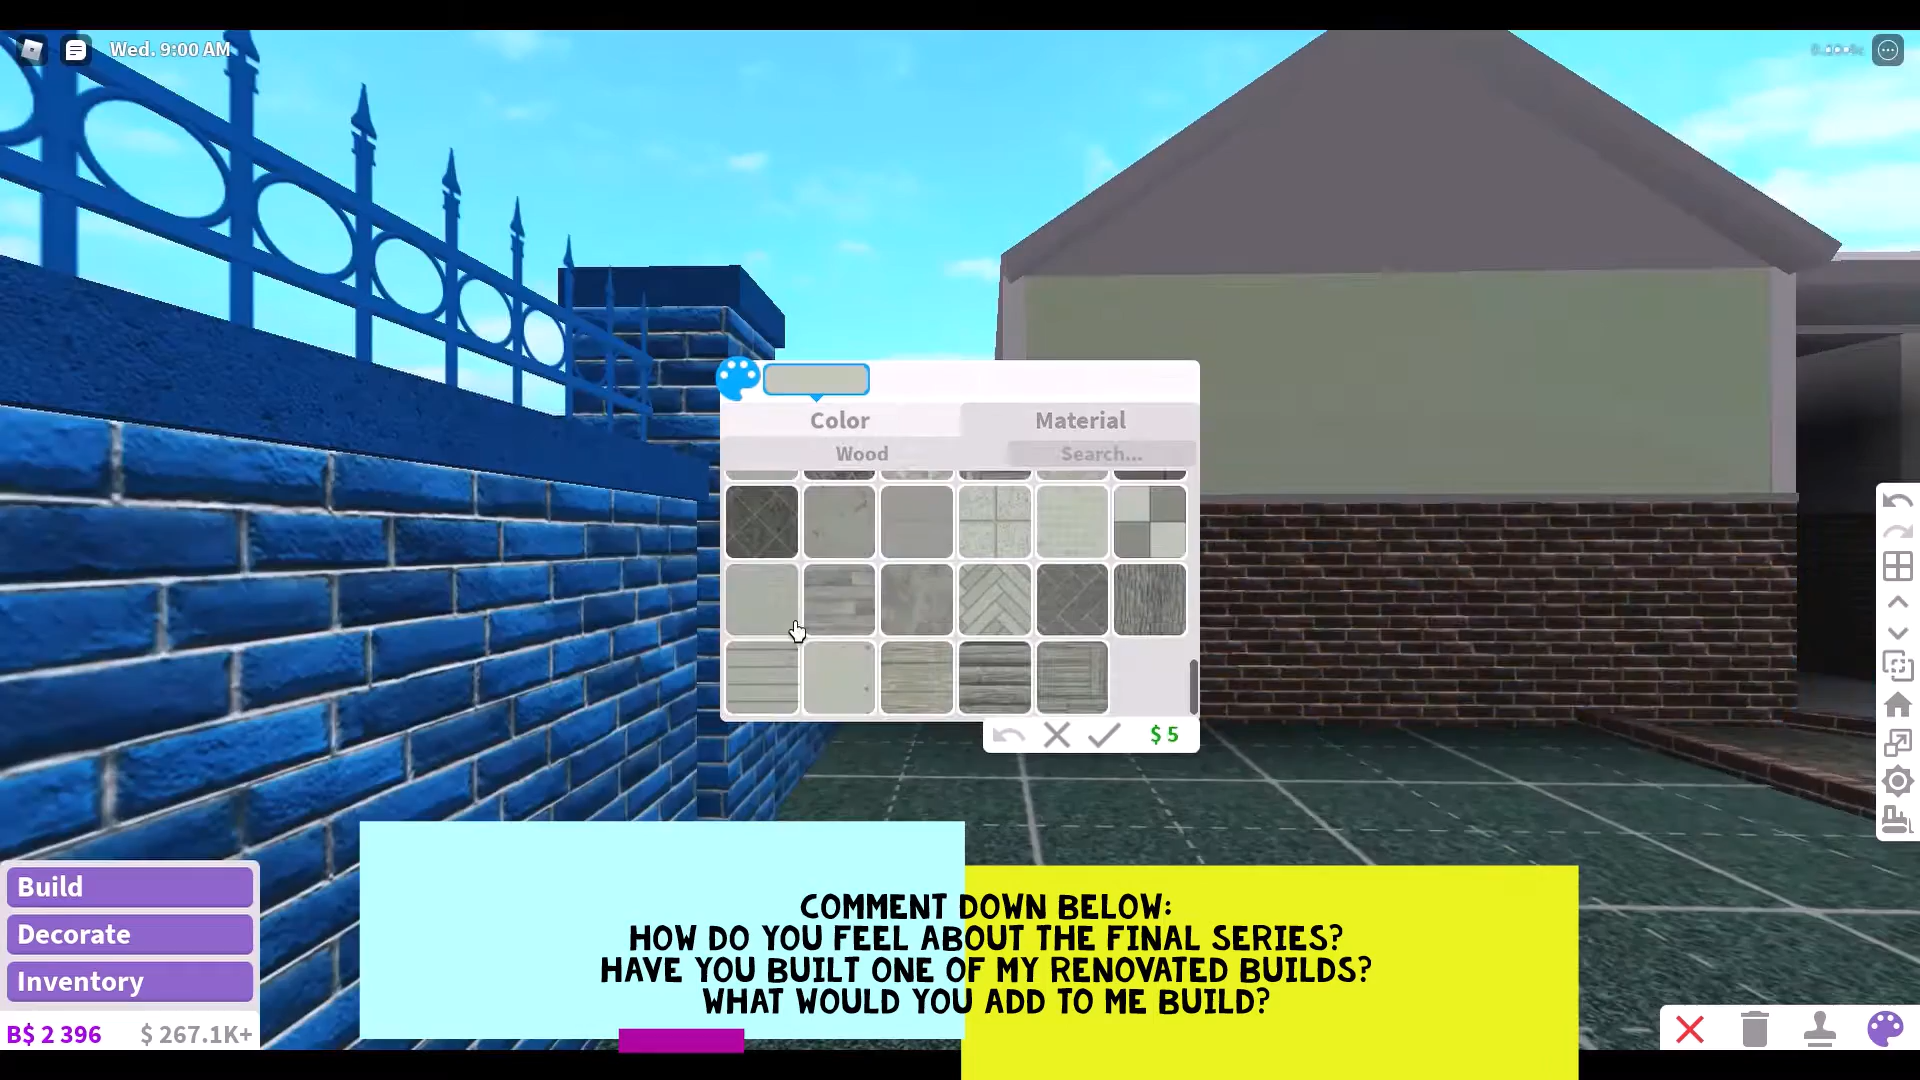 Wed. 9:00 AM
Color
Material
Wood
Search...
$ 5
Build
Decorate
Inventory
B$ 2 396
$ 267.1K+
COMMENT DOWN BELOW:
HOW DO YOU FEEL ABOUT THE FINAL SERIES?
HAVE YOU BUILT ONE OF MY RENOVATED BUILDS?
WHAT WOULD YOU ADD TO ME BUILD?